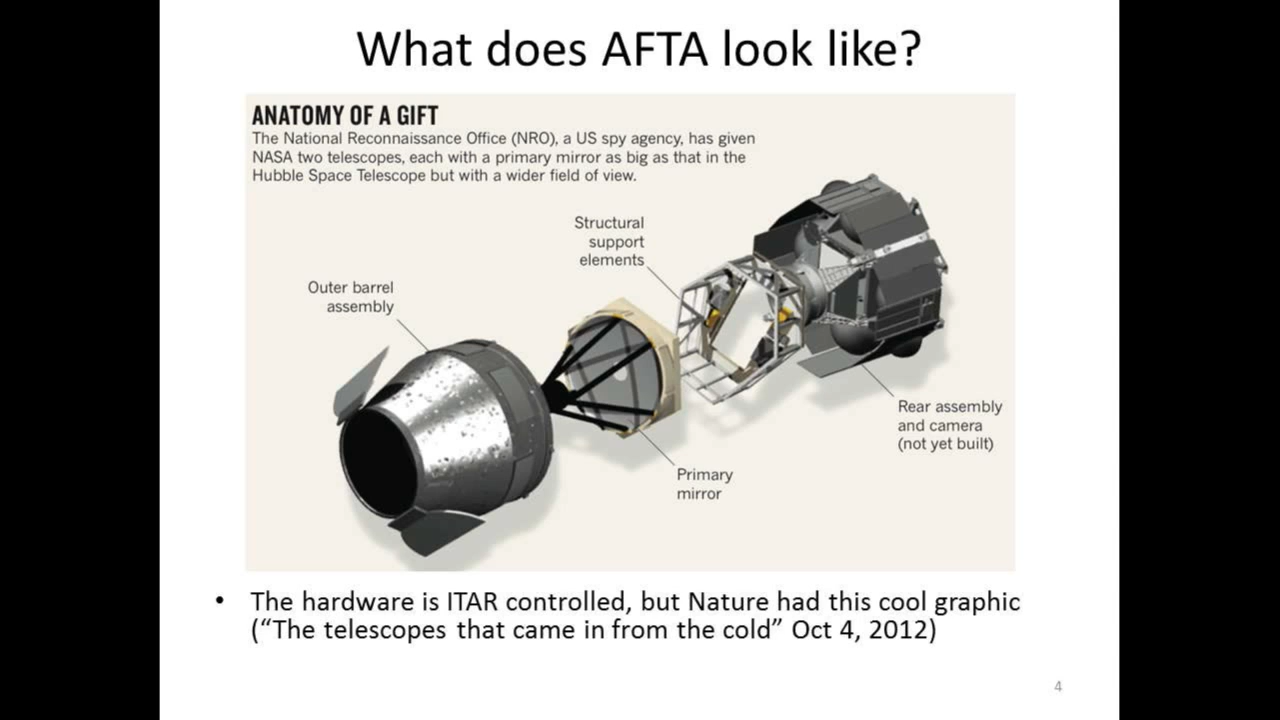 What does AFTA look like?
ANATOMY OF A GIFT
The National Reconnaissance Office (NRO), a US spy agency, has given
NASA two telescopes, each with a primary mirror as big as that in the
Hubble Space Telescope but with a wider field of view.
Structural
support
elements
Outer barrel
assembly
Rear assembly
and camera
(not yet built)
Primary
mirror
• The hardware is ITAR controlled, but Nature had this cool graphic
(“The telescopes that came in from the cold” Oct 4, 2012)
4